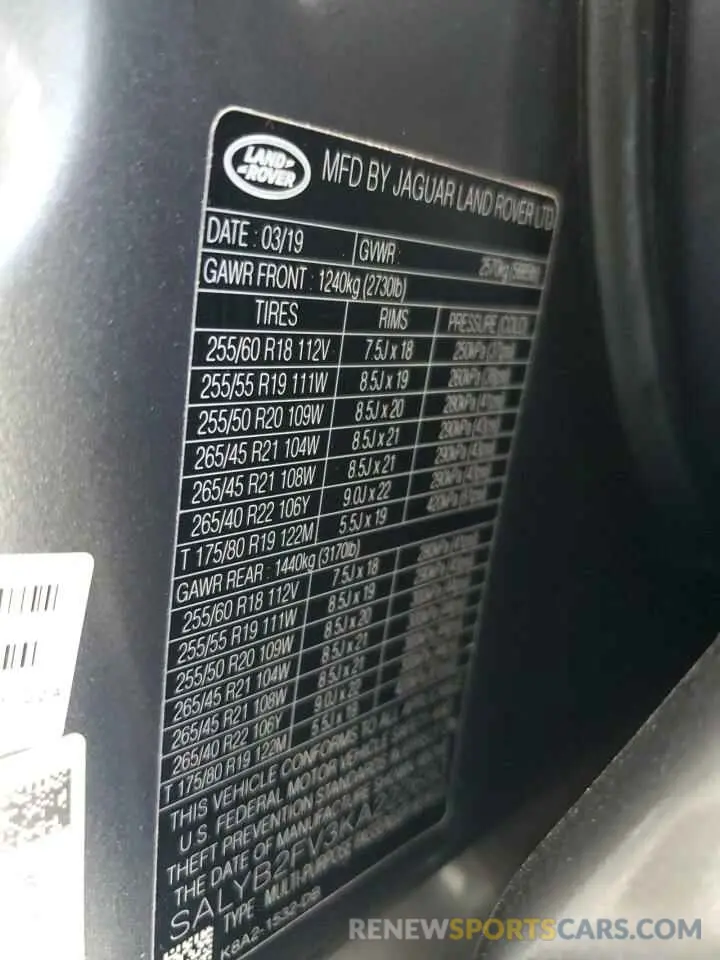 LAND ROVER
MFD BY JAGUAR LAND ROVER LTD
DATE : 03/19 GVWR :
GAWR FRONT : 1240kg (2730lb)
TIRES RIMS PRESSURE (COLD)
255/60 R18 112V 7.5J x 18
255/55 R19 111W 8.5J x 19
255/50 R20 109W 8.5J x 20
265/45 R21 104W 8.5J x 21
265/45 R21 108W 8.5J x 21
265/40 R22 106Y 9.0J x 22
T 175/80 R19 122M 5.5J x 19
GAWR REAR : 1440kg (3170lb)
255/60 R18 112V 7.5J x 18
255/55 R19 111W 8.5J x 19
255/50 R20 109W 8.5J x 20
265/45 R21 104W 8.5J x 21
265/45 R21 108W 8.5J x 21
265/40 R22 106Y 9.0J x 22
T 175/80 R19 122M 5.5J x 19
THIS VEHICLE CONFORMS TO ALL
U.S. FEDERAL MOTOR VEHICLE
THEFT PREVENTION STANDARDS
THE DATE OF MANUFACTURE SHOWN
SALYB2FV3KA2
TYPE : MULTI-PURPOSE
K8A2-1532-DB
RENEWSPORTSCARS.COM